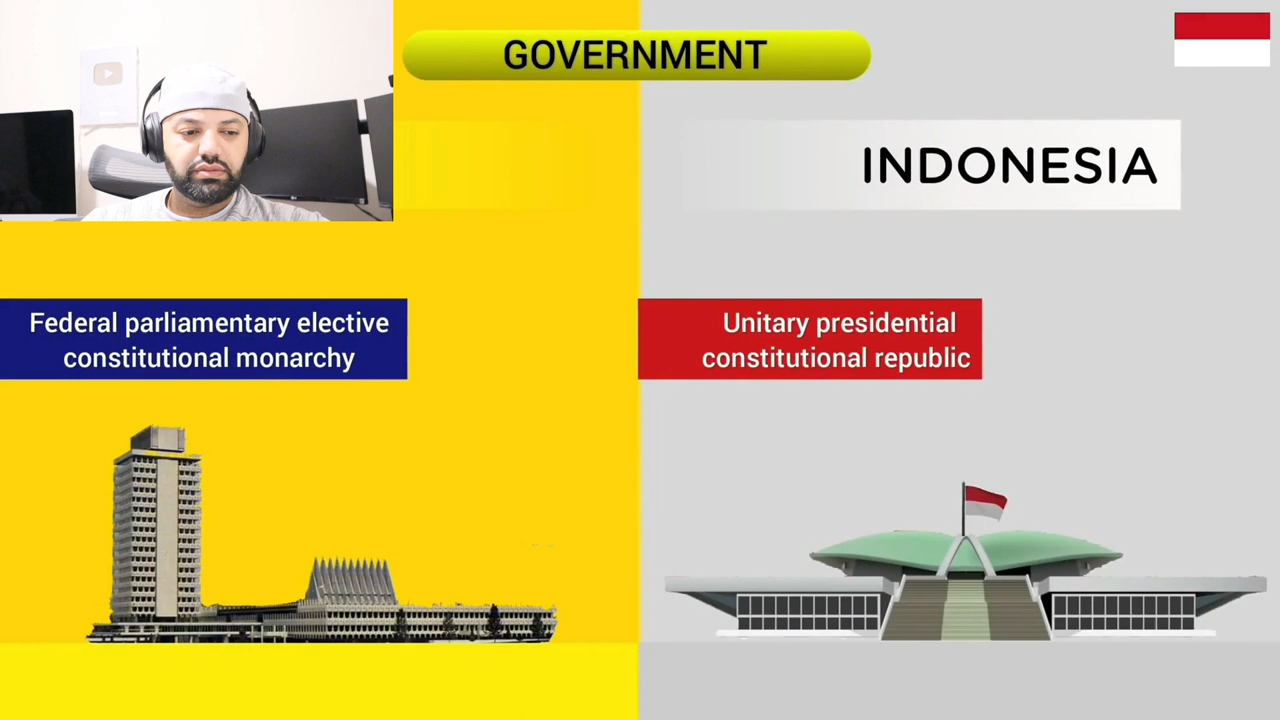 GOVERNMENT
INDONESIA
Federal parliamentary elective
constitutional monarchy
Unitary presidential
constitutional republic